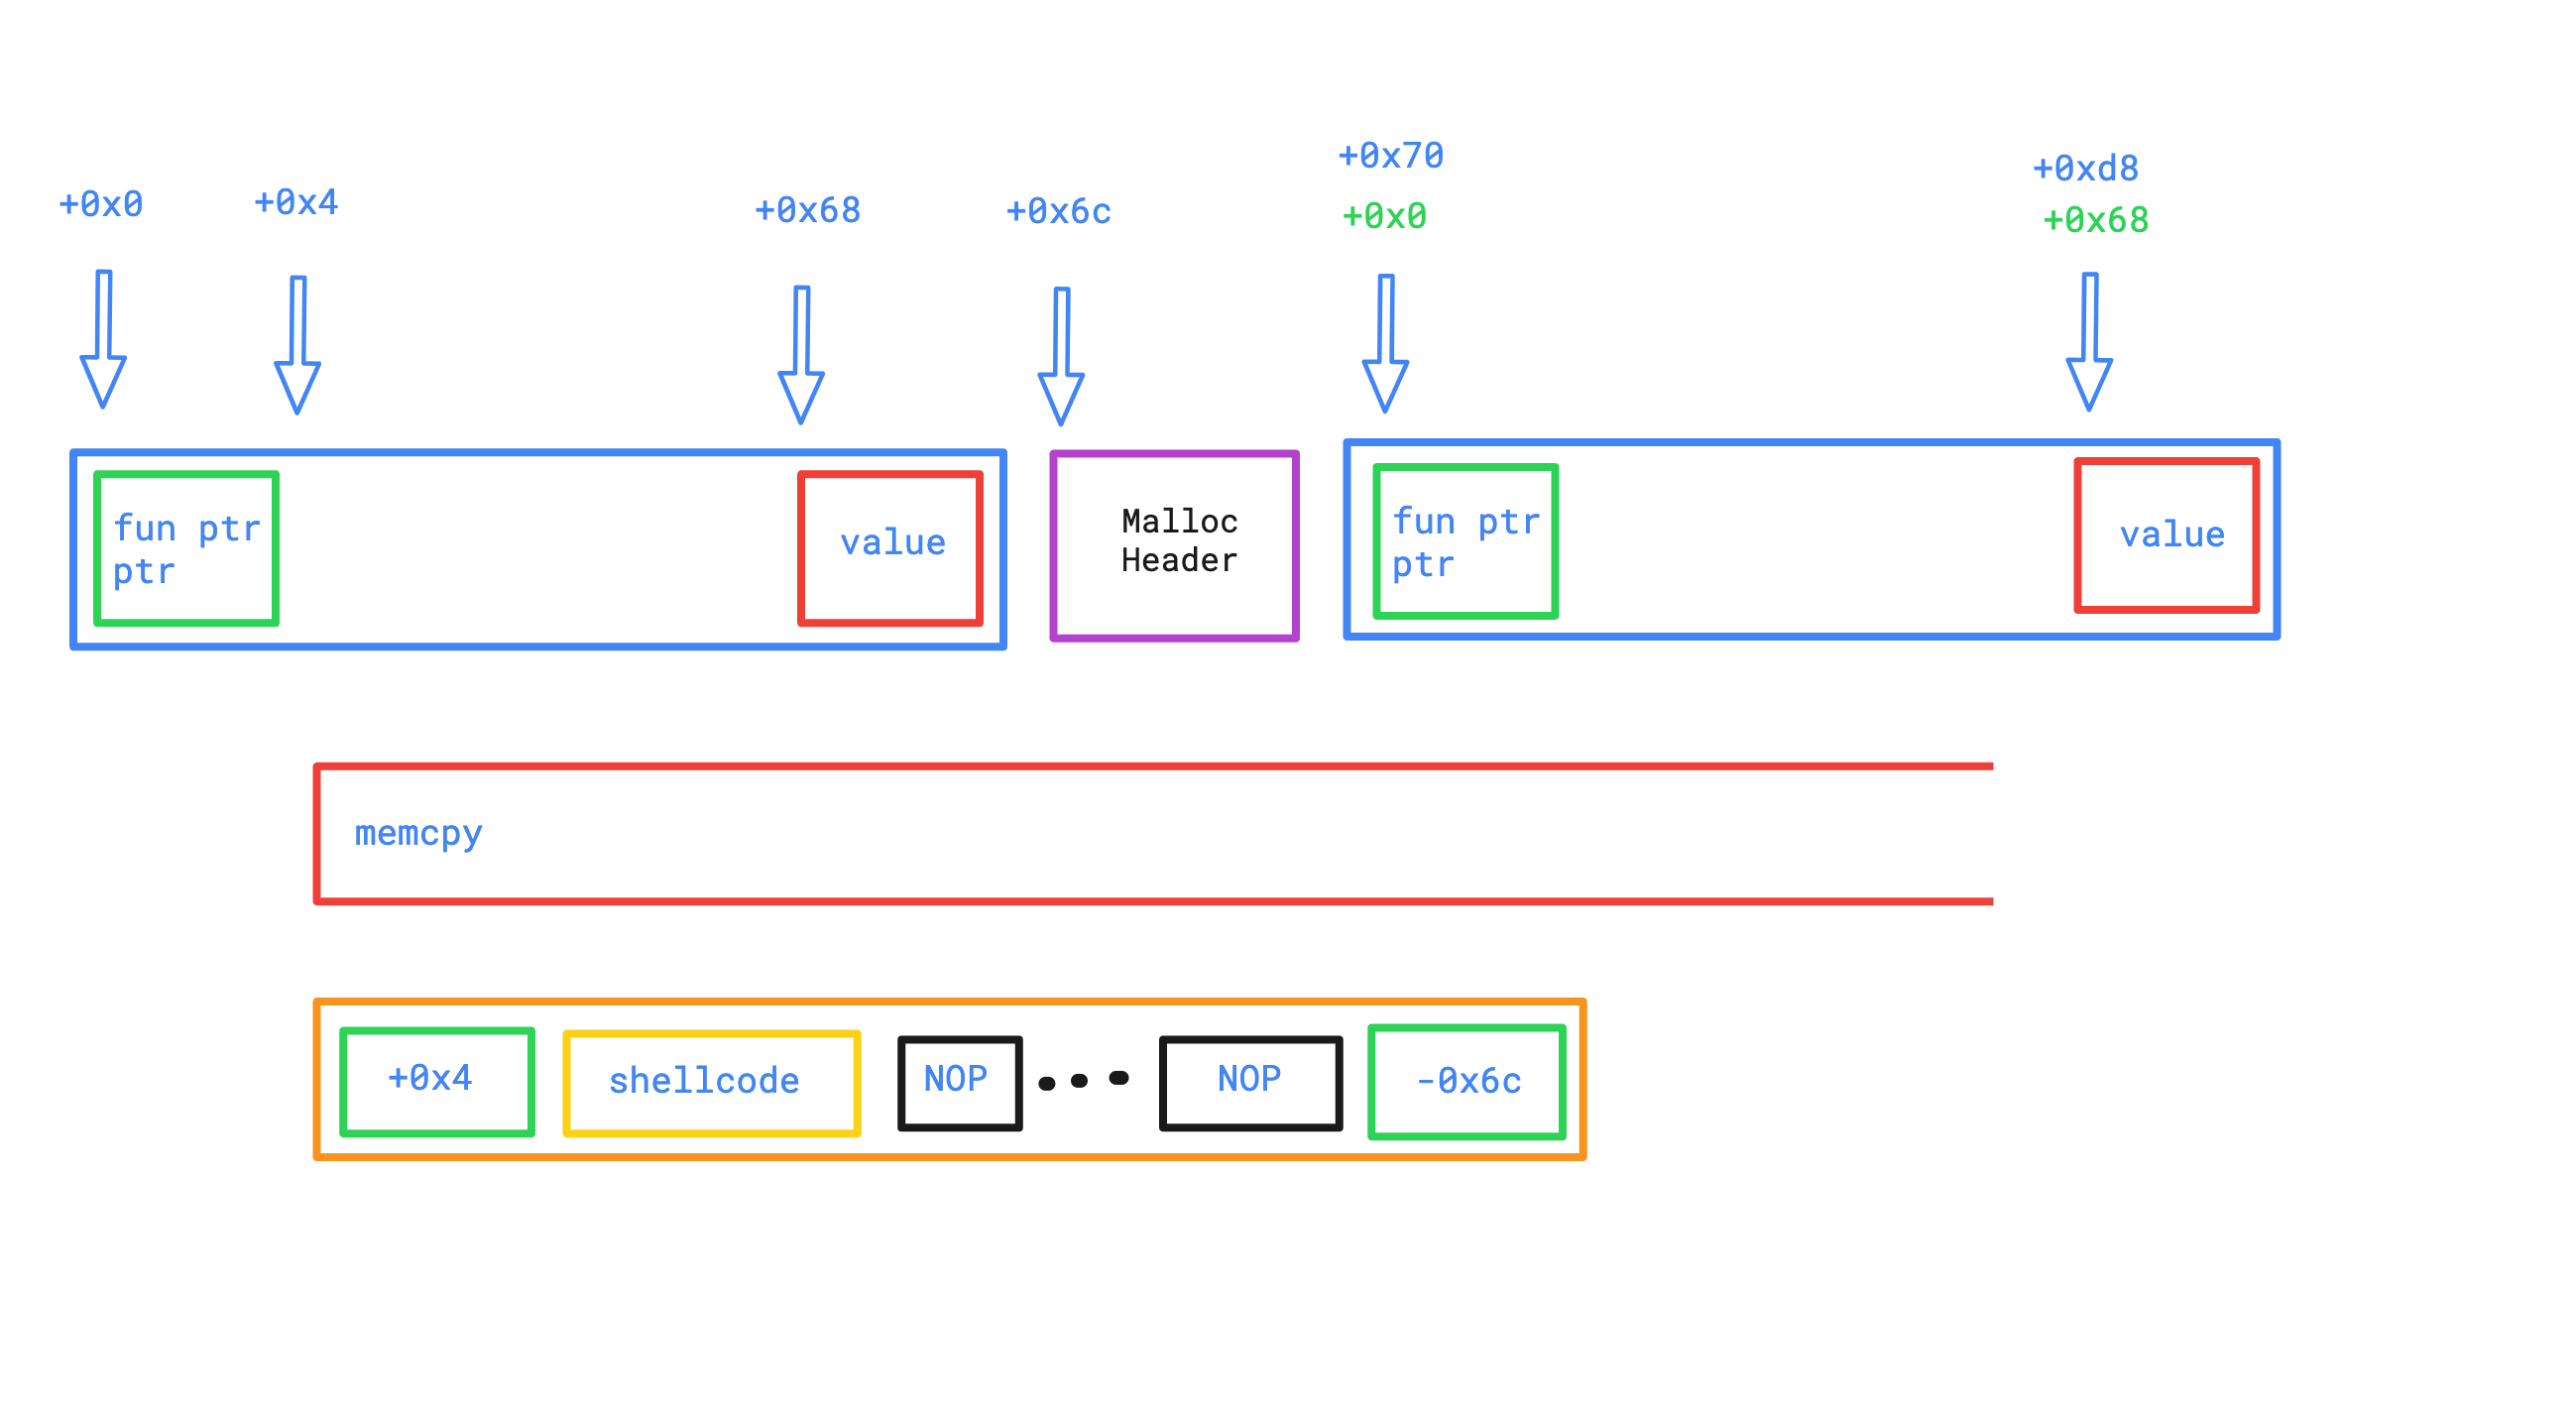 +0x0
+0x4
+0x68
+0x6c
+0x70
+0x0
+0xd8
+0x68
fun ptr
ptr
value
Malloc
Header
fun ptr
ptr
value
memcpy
+0x4
shellcode
NOP
NOP
-0x6c